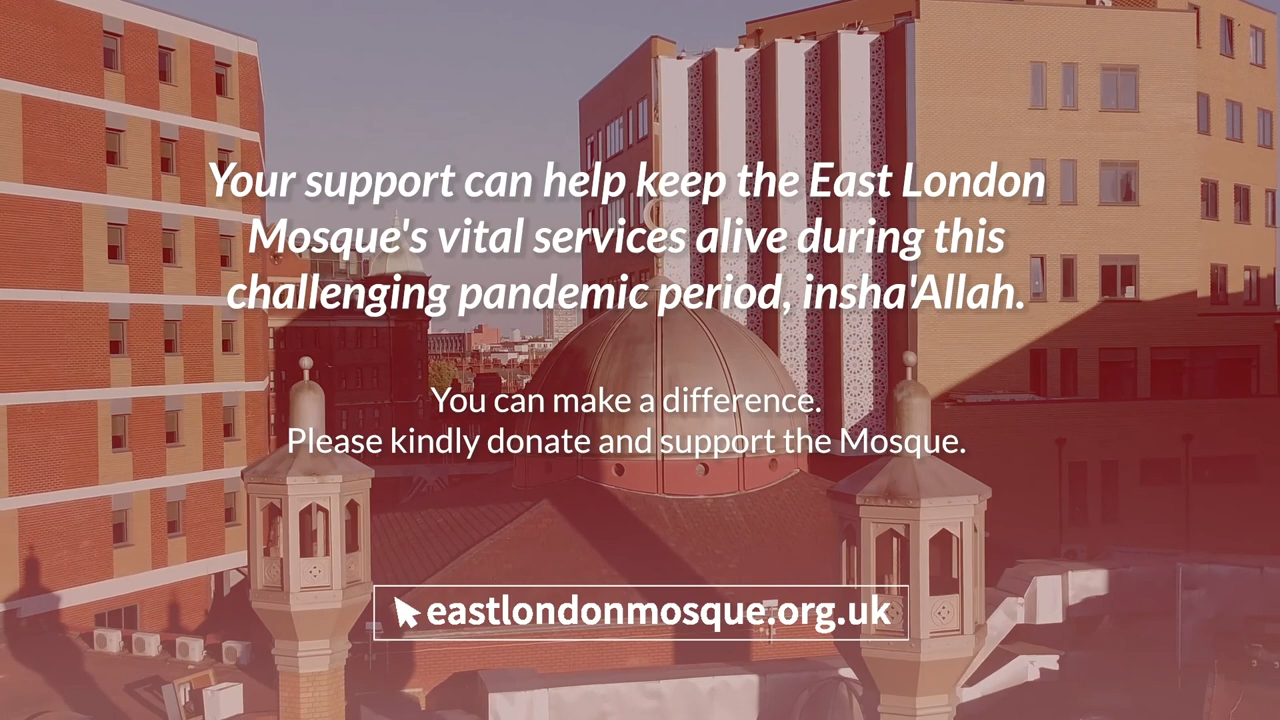 Your support can help keep the East London
Mosque's vital services alive during this
challenging pandemic period, insha'Allah.
You can make a difference.
Please kindly donate and support the Mosque.
eastlondonmosque.org.uk